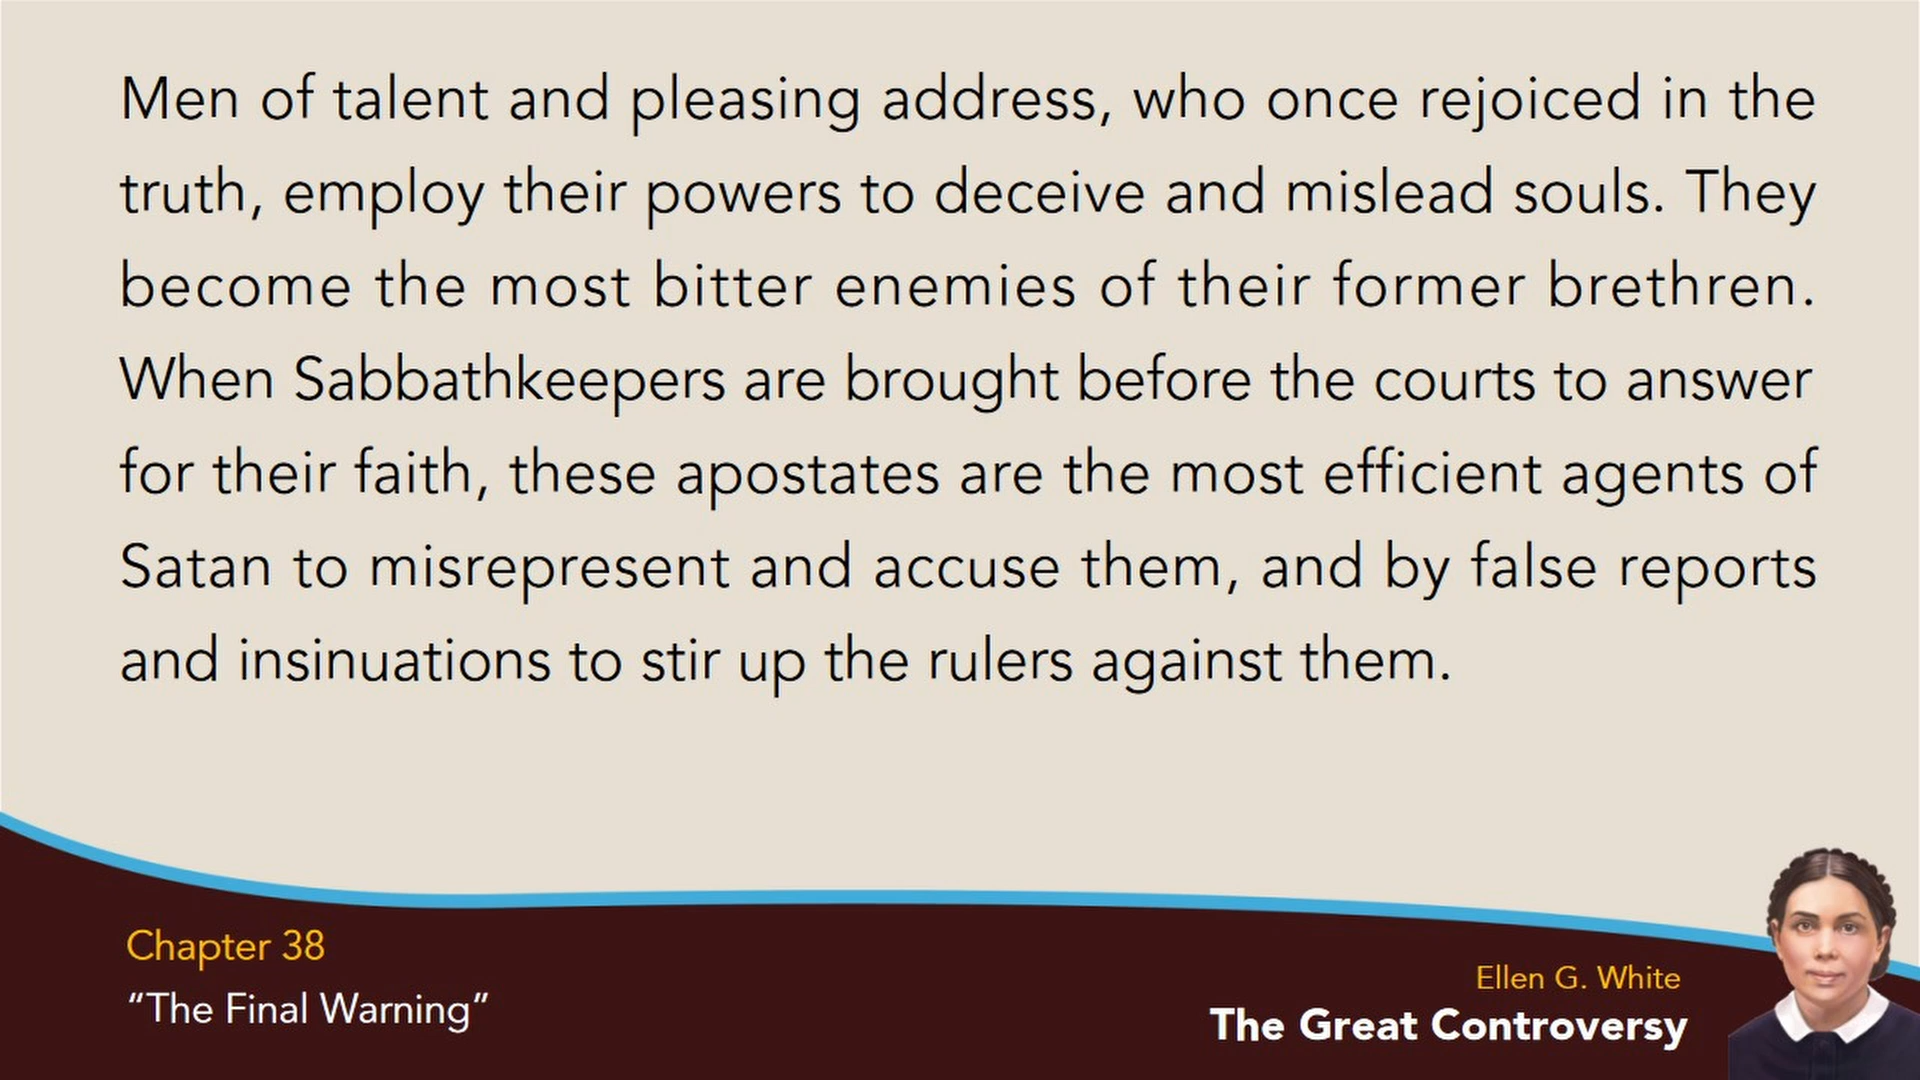 Men of talent and pleasing address, who once rejoiced in the
truth, employ their powers to deceive and mislead souls. They
become the most bitter enemies of their former brethren.
When Sabbathkeepers are brought before the courts to answer
for their faith, these apostates are the most efficient agents of
Satan to misrepresent and accuse them, and by false reports
and insinuations to stir up the rulers against them.
Chapter 38
“The Final Warning”
Ellen G. White
The Great Controversy